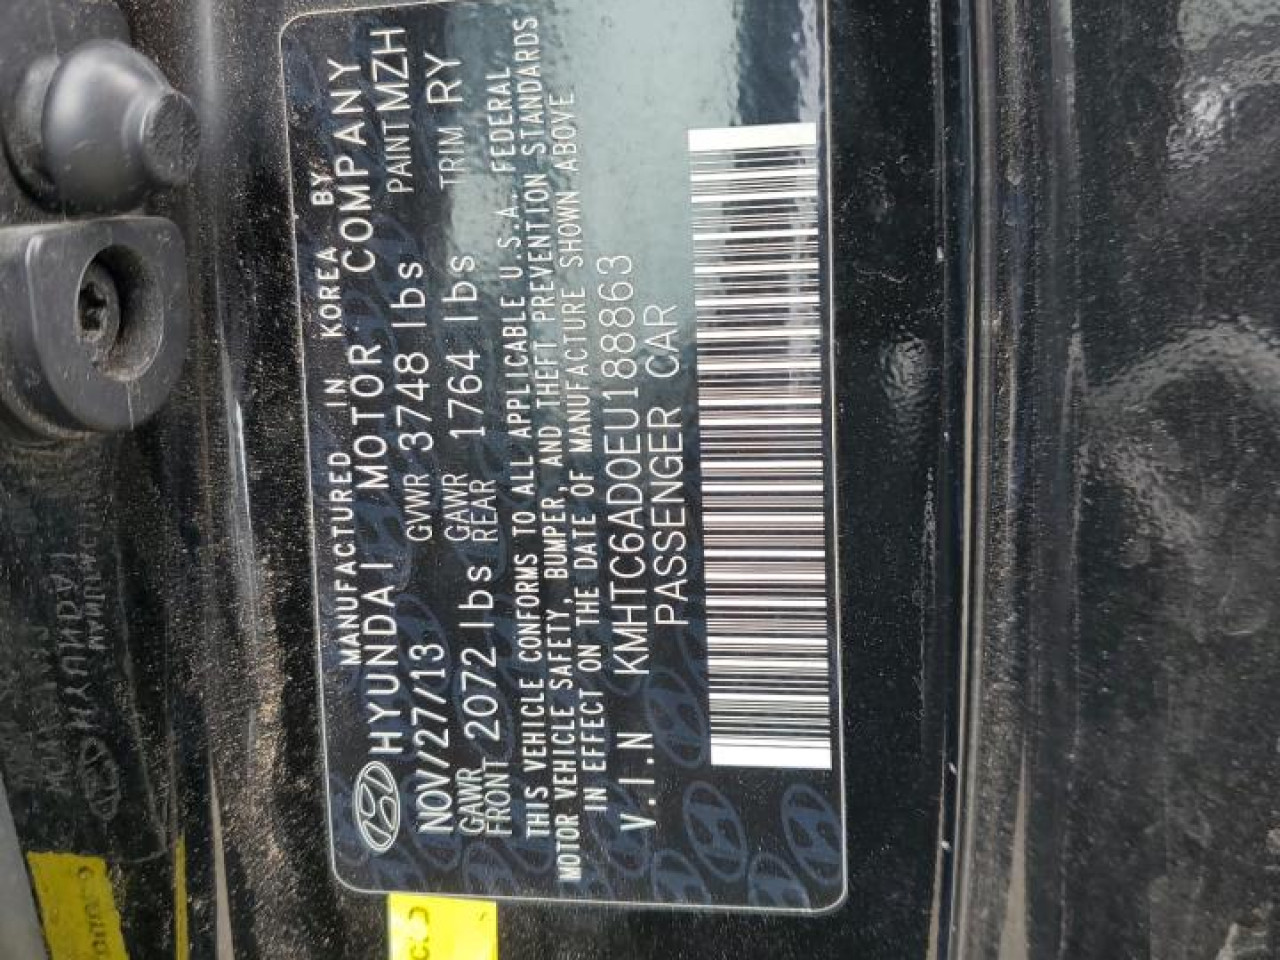 MANUFACTURED IN KOREA BY
HYUNDAI MOTOR COMPANY
NOV/27/13 GVWR 3748 lbs PAINT MZH
GAWR FRONT 2072 lbs GAWR REAR 1764 lbs TRIM RY
THIS VEHICLE CONFORMS TO ALL APPLICABLE U.S.A. FEDERAL
MOTOR VEHICLE SAFETY, BUMPER, AND THEFT PREVENTION STANDARDS
IN EFFECT ON THE DATE OF MANUFACTURE SHOWN ABOVE
V.I.N KMHTC6AD0EU188863
PASSENGER CAR